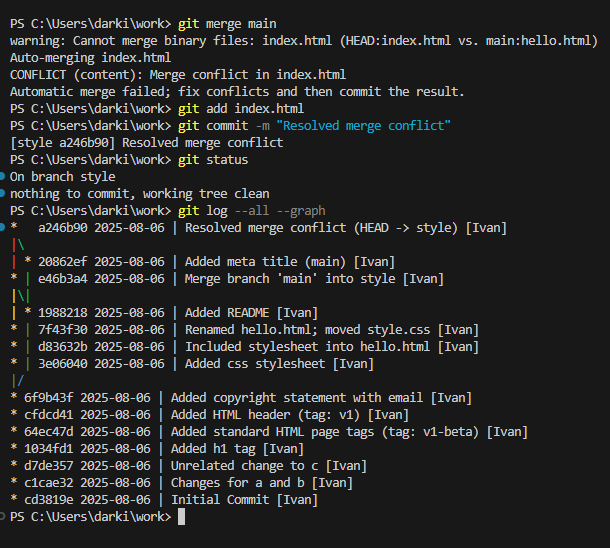 PS C:\Users\darki\work> git merge main
warning: Cannot merge binary files: index.html (HEAD:index.html vs. main:hello.html)
Auto-merging index.html
CONFLICT (content): Merge conflict in index.html
Automatic merge failed; fix conflicts and then commit the result.
PS C:\Users\darki\work> git add index.html
PS C:\Users\darki\work> git commit -m "Resolved merge conflict"
[style a246b90] Resolved merge conflict
PS C:\Users\darki\work> git status
On branch style
nothing to commit, working tree clean
PS C:\Users\darki\work> git log --all --graph
*   a246b90 2025-08-06 | Resolved merge conflict (HEAD -> style) [Ivan]
|\
| * 20862ef 2025-08-06 | Added meta title (main) [Ivan]
* | e46b3a4 2025-08-06 | Merge branch 'main' into style [Ivan]
|\|
| * 1988218 2025-08-06 | Added README [Ivan]
* | 7f43f30 2025-08-06 | Renamed hello.html; moved style.css [Ivan]
* | d83632b 2025-08-06 | Included stylesheet into hello.html [Ivan]
* | 3e06040 2025-08-06 | Added css stylesheet [Ivan]
|/
* 6f9b43f 2025-08-06 | Added copyright statement with email [Ivan]
* cfdcd41 2025-08-06 | Added HTML header (tag: v1) [Ivan]
* 64ec47d 2025-08-06 | Added standard HTML page tags (tag: v1-beta) [Ivan]
* 1034fd1 2025-08-06 | Added h1 tag [Ivan]
* d7de357 2025-08-06 | Unrelated change to c [Ivan]
* c1cae32 2025-08-06 | Changes for a and b [Ivan]
* cd3819e 2025-08-06 | Initial Commit [Ivan]
PS C:\Users\darki\work>